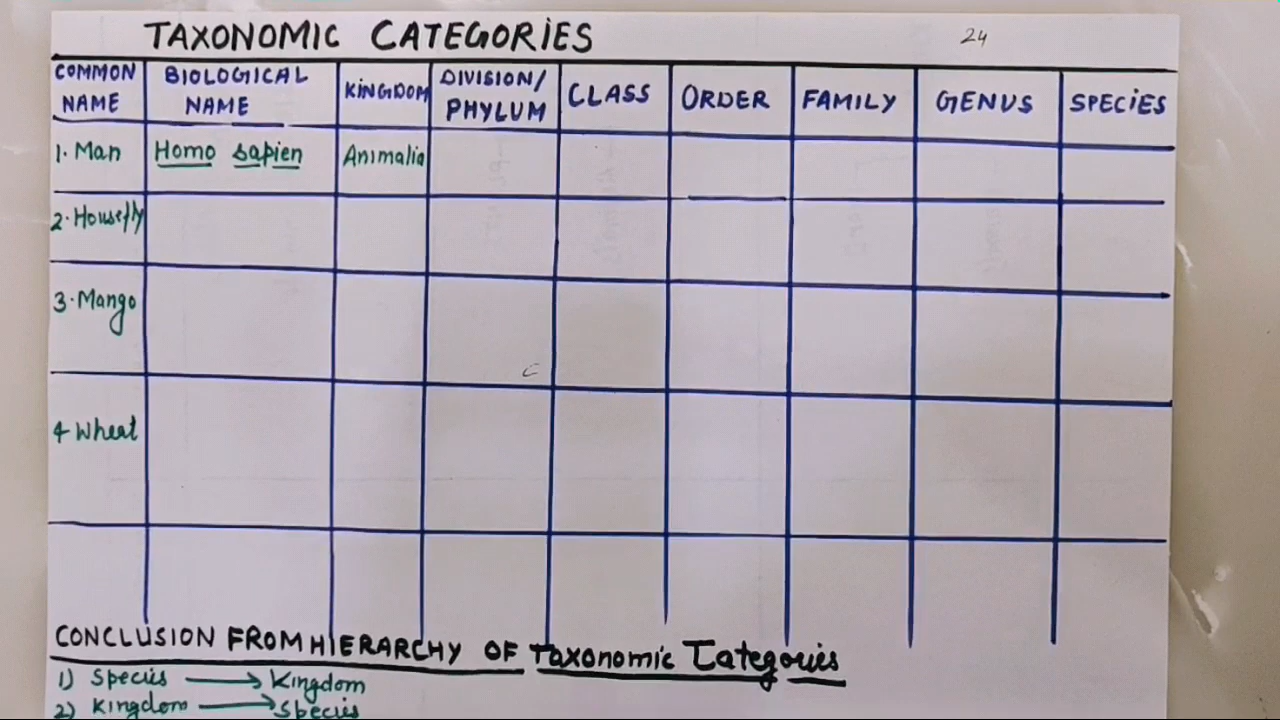 TAXONOMIC CATEGORIES 24
COMMON NAME BIOLOGICAL NAME KINGDOM DIVISION/ PHYLUM CLASS ORDER FAMILY GENUS SPECIES
1. Man Homo sapien Animalia
2. Housefly
3. Mango
4 Wheat
CONCLUSION FROM HIERARCHY OF Taxonomic Categories
1) Species → Kingdom
2) Kingdom → Species